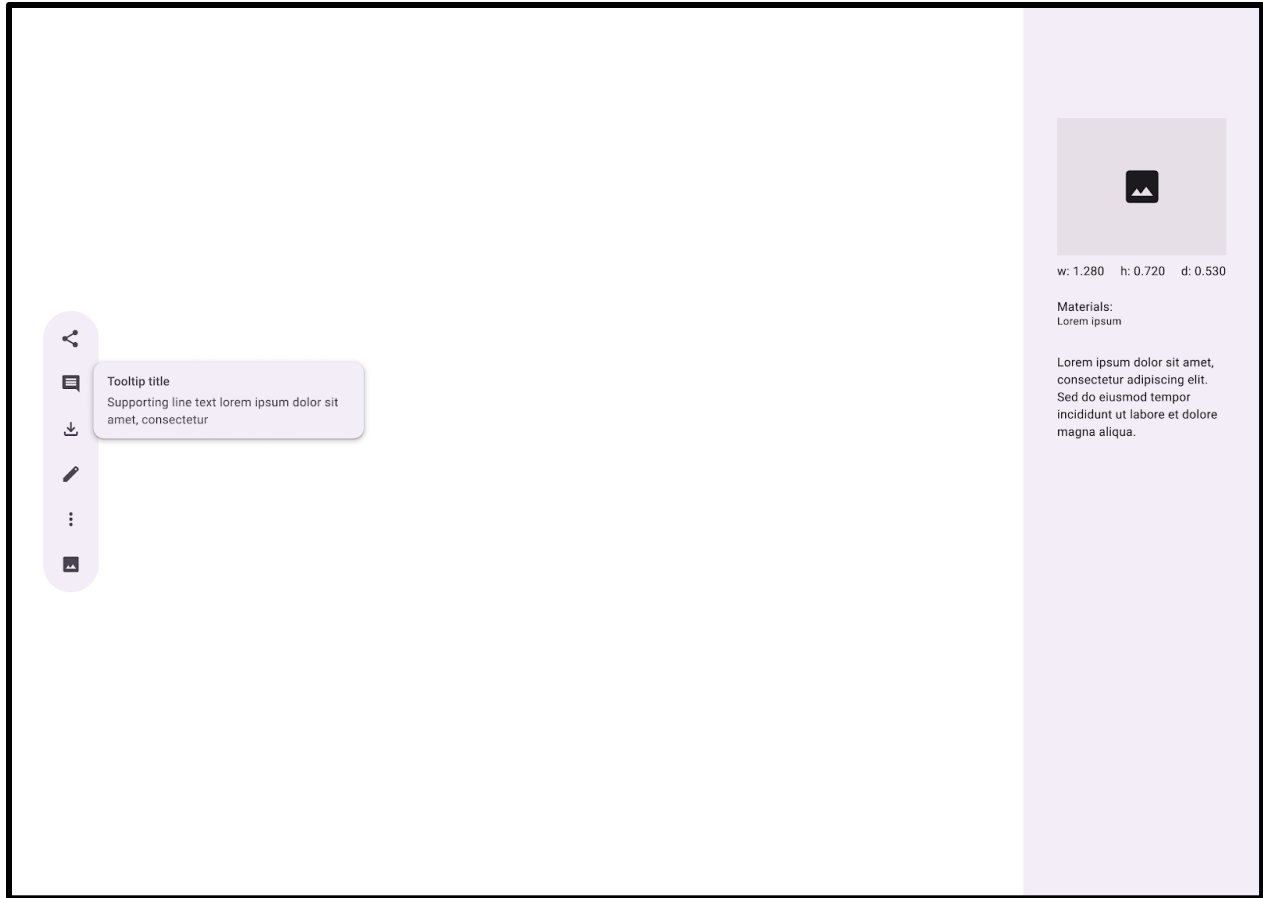 Tooltip title
Supporting line text lorem ipsum dolor sit
amet, consectetur
w: 1.280 h: 0.720 d: 0.530
Materials:
Lorem ipsum
Lorem ipsum dolor sit amet,
consectetur adipiscing elit.
Sed do eiusmod tempor
incididunt ut labore et dolore
magna aliqua.